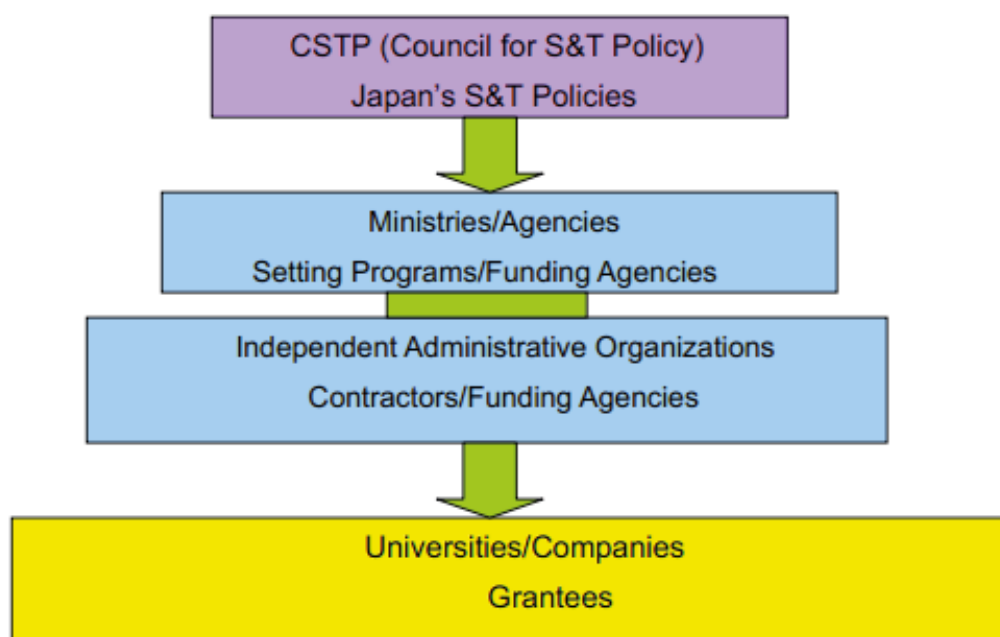 CSTP (Council for S&T Policy)
Japan's S&T Policies
Ministries/Agencies
Setting Programs/Funding Agencies
Independent Administrative Organizations
Contractors/Funding Agencies
Universities/Companies
Grantees